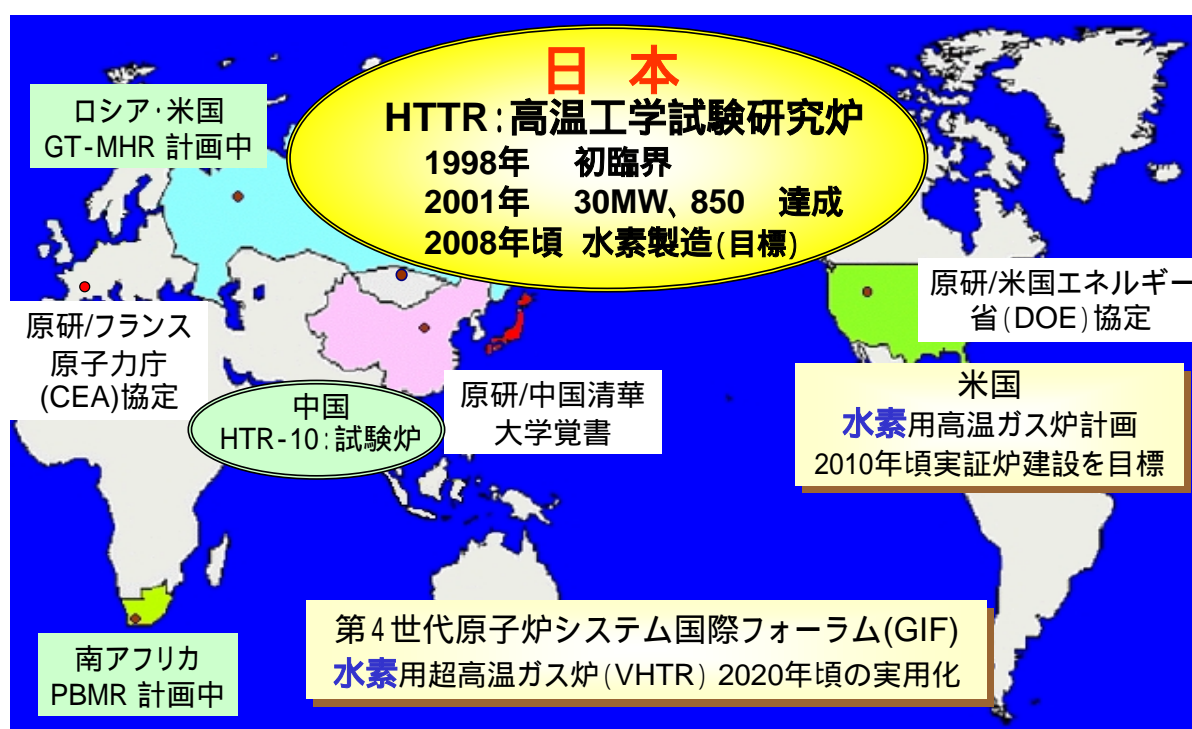 日 本
HTTR:高温工学試験研究炉
1998年 初臨界
2001年 30MW、850 達成
2008年頃 水素製造(目標)
ロシア・米国
GT-MHR 計画中
原研/フランス
原子力庁
(CEA)協定
中国
HTR-10:試験炉
原研/中国清華
大学覚書
原研/米国エネルギー
省(DOE)協定
米国
水素用高温ガス炉計画
2010年頃実証炉建設を目標
南アフリカ
PBMR 計画中
第4世代原子炉システム国際フォーラム(GIF)
水素用超高温ガス炉(VHTR) 2020年頃の実用化